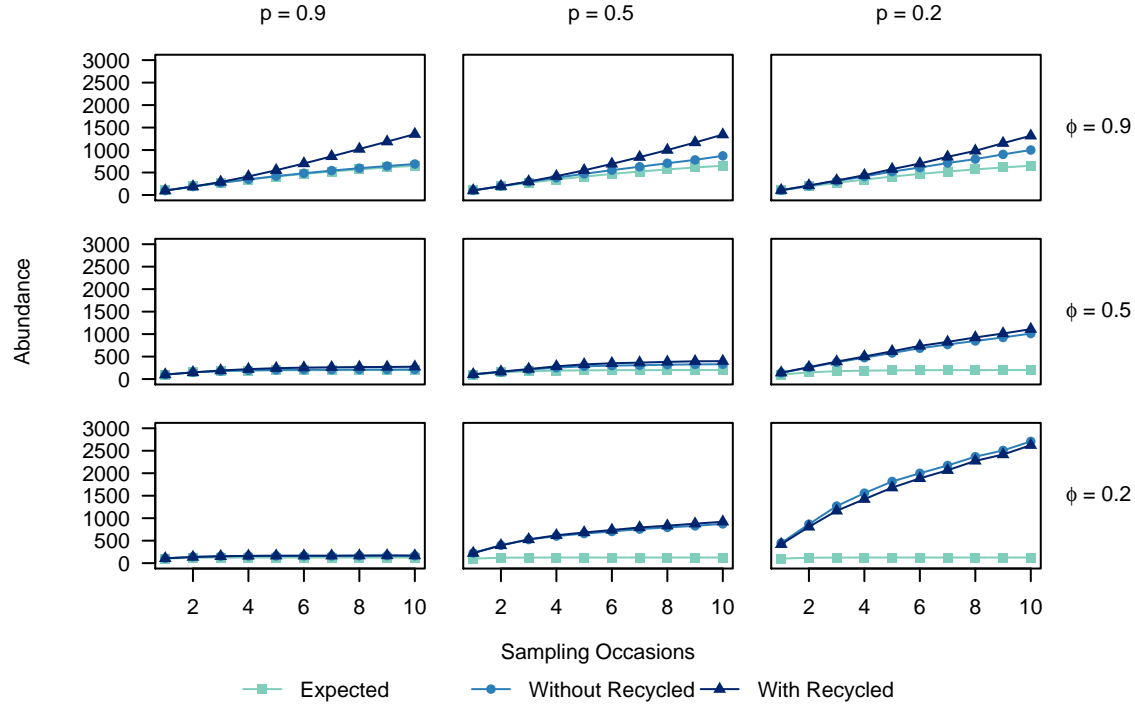 p = 0.9 p = 0.5 p = 0.2
3000
2500
2000
1500
1000
500
0
ϕ = 0.9
3000
2500
2000
1500
1000
500
0
ϕ = 0.5
Abundance
3000
2500
2000
1500
1000
500
0
ϕ = 0.2
2 4 6 8 10 2 4 6 8 10 2 4 6 8 10
Sampling Occasions
Expected Without Recycled With Recycled